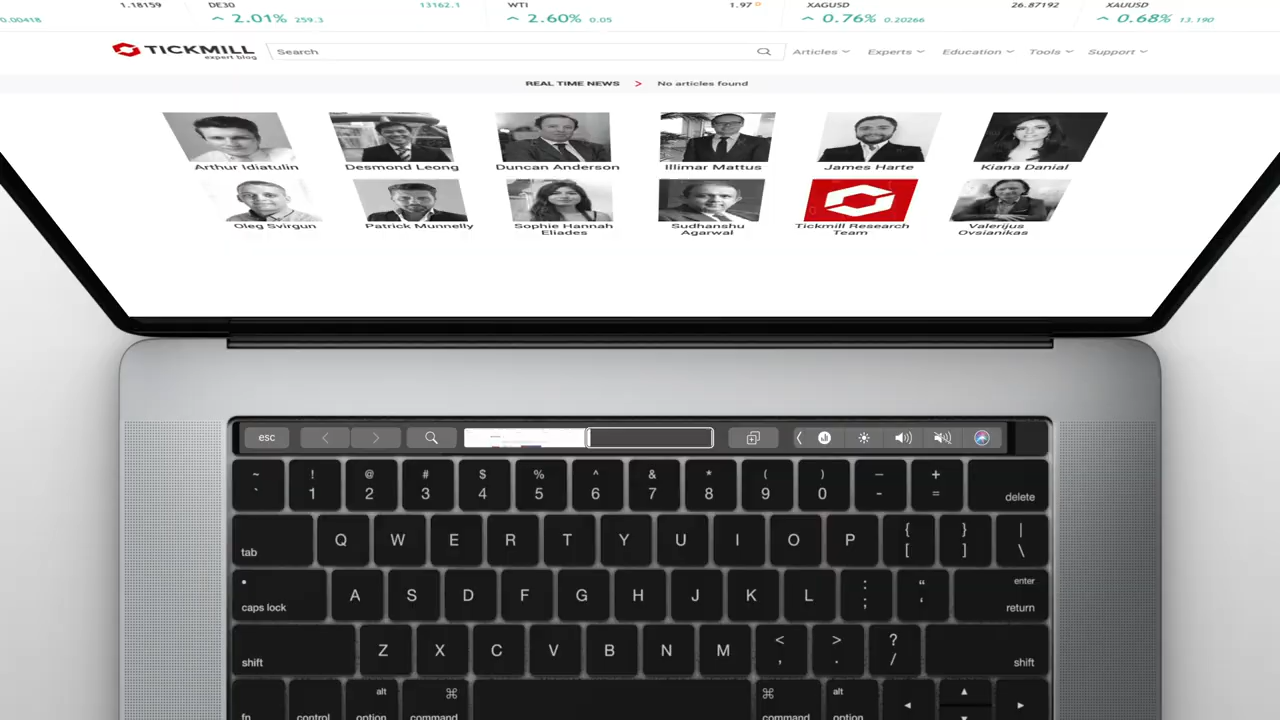 1.18159 DE30 13162.1 WTI 1.97 XAGUSD 26.87192 XAUUSD
0.00418 2.01% 259.3 2.60% 0.05 0.76% 0.20266 0.68% 13.190
TICKMILL Search Articles Experts Education Tools Support
expert blog
REAL TIME NEWS > No articles found
Arthur Idiatulin Desmond Leong Duncan Anderson Illimar Mattus James Harte Kiana Danial
Oleg Svirgun Patrick Munnelly Sophie Hannah Sudhanshu Tickmill Research Valerijus
Eliades Agarwal Team Ovsianikas
esc
~ ! @ # $ % ^ & * ( ) — +
` 1 2 3 4 5 6 7 8 9 0 - = delete
tab Q W E R T Y U I O P { [ } ] | \
caps lock A S D F G H J K L : ; “ ‘ enter return
shift Z X C V B N M < , > . ? / shift
fn control alt option ⌘ command ⌘ command alt option